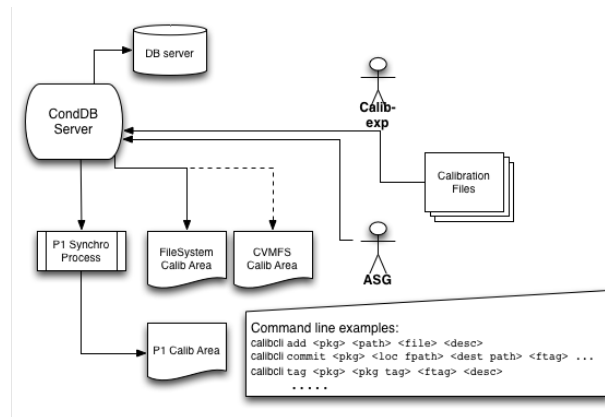 DB server
CondDB
Server
Calib-
exp
Calibration
Files
P1 Synchro
Process
FileSystem
Calib Area
CVMFS
Calib Area
ASG
P1 Calib Area
Command line examples:
calibcli add <pkg> <path> <file> <desc>
calibcli commit <pkg> <loc fpath> <dest path> <ftag> ...
calibcli tag <pkg> <pkg tag> <ftag> <desc>
.....